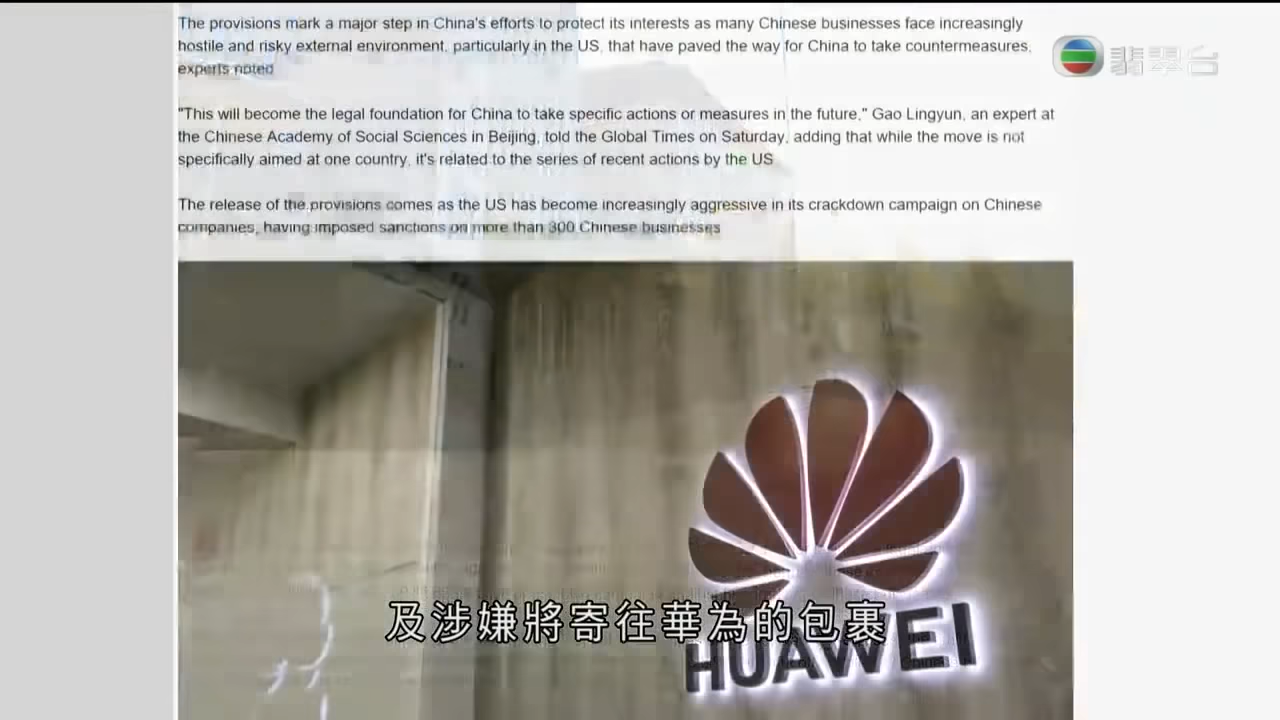 The provisions mark a major step in China's efforts to protect its interests as many Chinese businesses face increasingly
hostile and risky external environment, particularly in the US, that have paved the way for China to take countermeasures,
experts noted
翡翠台
"This will become the legal foundation for China to take specific actions or measures in the future," Gao Lingyun, an expert at
the Chinese Academy of Social Sciences in Beijing, told the Global Times on Saturday, adding that while the move is not
specifically aimed at one country, it's related to the series of recent actions by the US
The release of the provisions comes as the US has become increasingly aggressive in its crackdown campaign on Chinese
companies, having imposed sanctions on more than 300 Chinese businesses
及涉嫌將寄往華為的包裹
HUAWEI